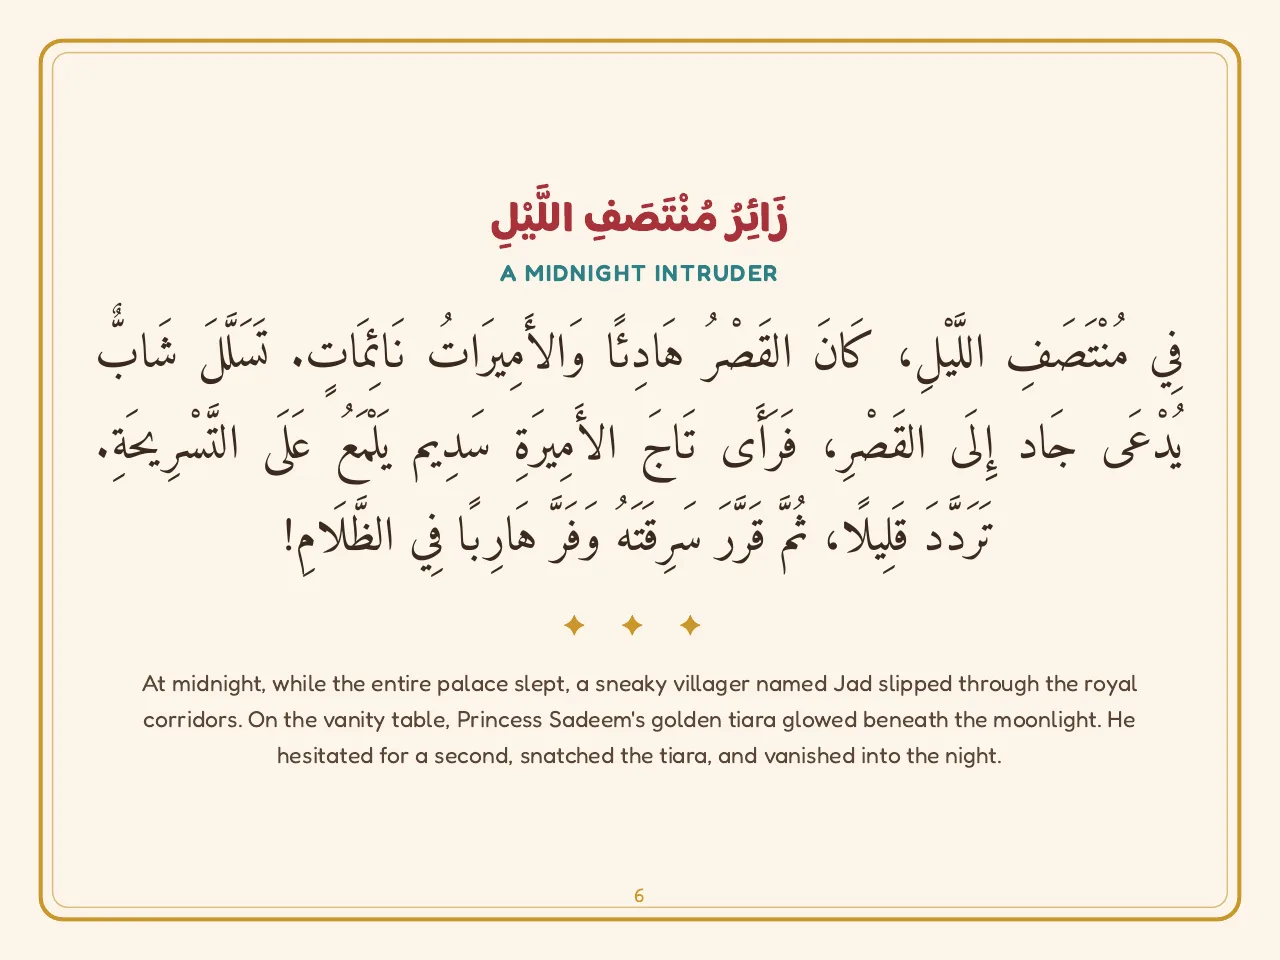 زَائِرُ مُنْتَصَفِ اللَّيْلِ
A MIDNIGHT INTRUDER
فِي مُنْتَصَفِ اللَّيْلِ، كَانَ القَصْرُ هَادِئًا وَالأَمِيرَاتُ نَائِمَاتٍ. تَسَلَّلَ شَابٌّ
يُدْعَى جَاد إِلَى القَصْرِ، فَرَأَى تَاجَ الأَمِيرَةِ سَدِيم يَلْمَعُ عَلَى التَّسْرِيحَةِ.
تَرَدَّدَ قَلِيلًا، ثُمَّ قَرَّرَ سَرِقَتَهُ وَفَرَّ هَارِبًا فِي الظَّلَامِ!
At midnight, while the entire palace slept, a sneaky villager named Jad slipped through the royal
corridors. On the vanity table, Princess Sadeem's golden tiara glowed beneath the moonlight. He
hesitated for a second, snatched the tiara, and vanished into the night.
6